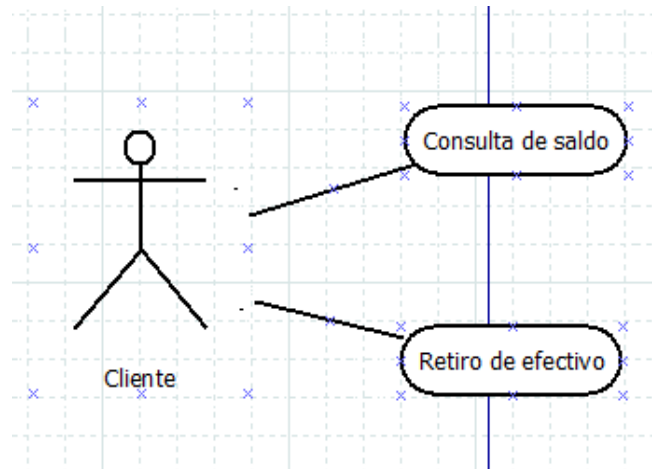 Consulta de saldo
Retiro de efectivo
Cliente